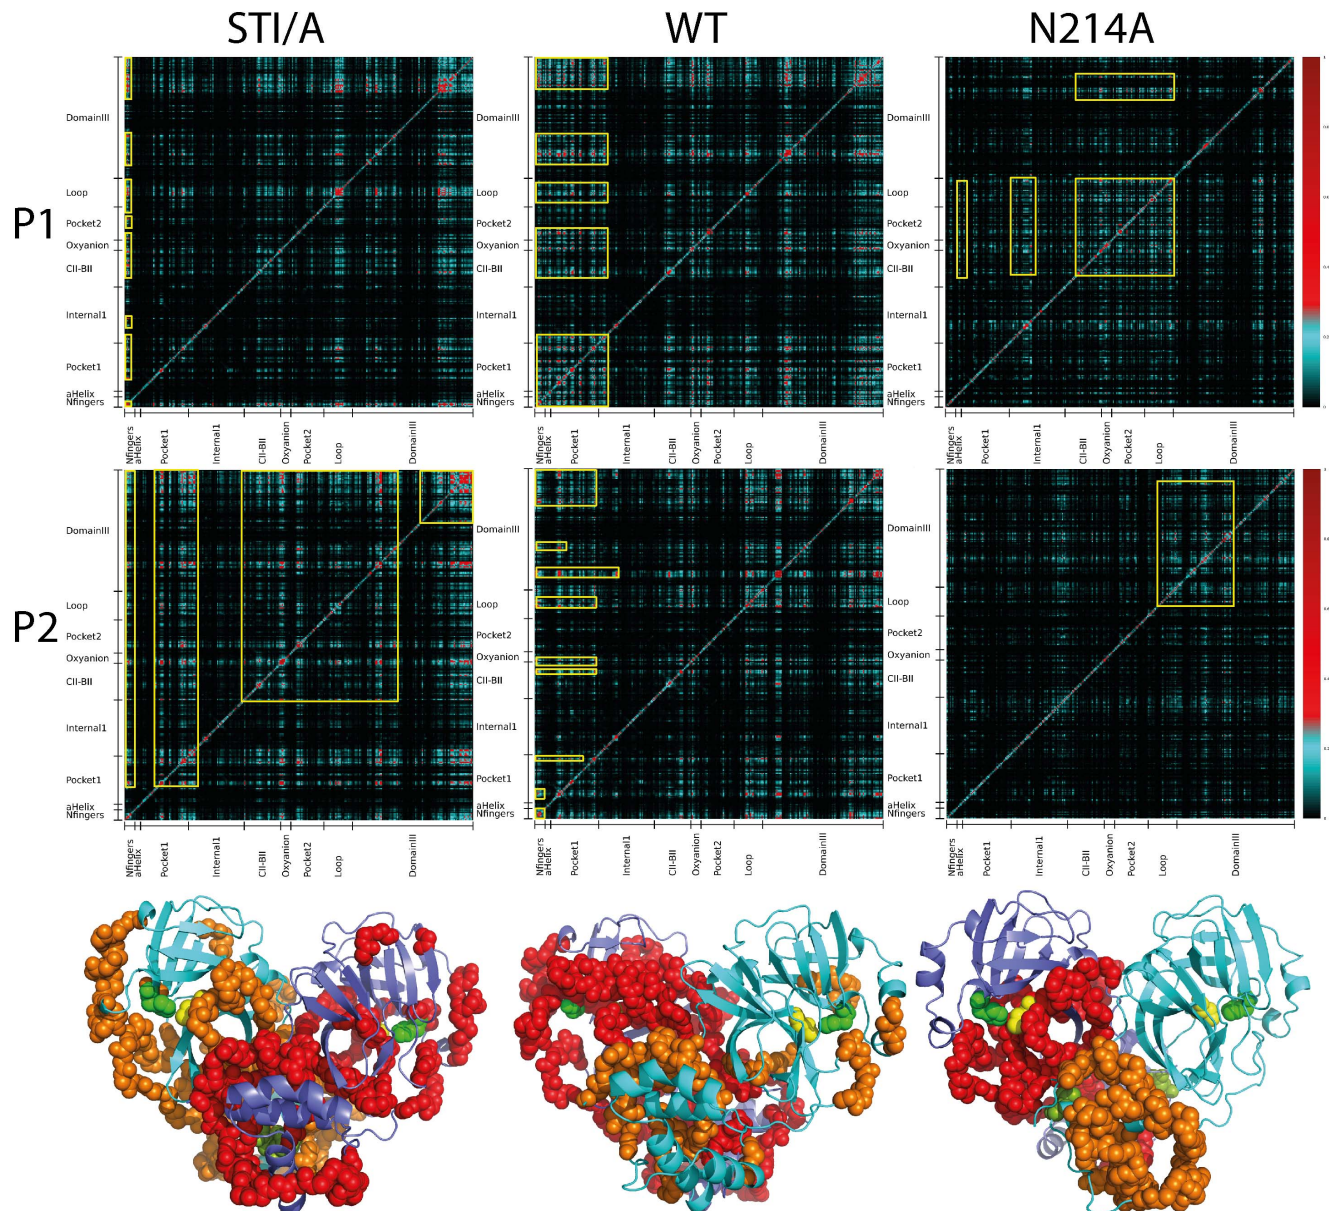 STI/A WT N214A
P1
DomainIII
Loop
Pocket2
Oxyanion
CII-BII
Internal1
Pocket1
aHelix
Nfingers
DomainIII
Loop
Pocket2
Oxyanion
CII-BII
Internal1
Pocket1
aHelix
Nfingers
DomainIII
Loop
Pocket2
Oxyanion
CII-BII
Internal1
Pocket1
aHelix
Nfingers
Nfingers aHelix Pocket1 Internal1 CII-BII Oxyanion Pocket2 Loop DomainIII
Nfingers aHelix Pocket1 Internal1 CII-BII Oxyanion Pocket2 Loop DomainIII
Nfingers aHelix Pocket1 Internal1 CII-BII Oxyanion Pocket2 Loop DomainIII
P2
DomainIII
Loop
Pocket2
Oxyanion
CII-BII
Internal1
Pocket1
aHelix
Nfingers
DomainIII
Loop
Pocket2
Oxyanion
CII-BII
Internal1
Pocket1
aHelix
Nfingers
DomainIII
Loop
Pocket2
Oxyanion
CII-BII
Internal1
Pocket1
aHelix
Nfingers
Nfingers aHelix Pocket1 Internal1 CII-BII Oxyanion Pocket2 Loop DomainIII
Nfingers aHelix Pocket1 Internal1 CII-BII Oxyanion Pocket2 Loop DomainIII
Nfingers aHelix Pocket1 Internal1 CII-BII Oxyanion Pocket2 Loop DomainIII